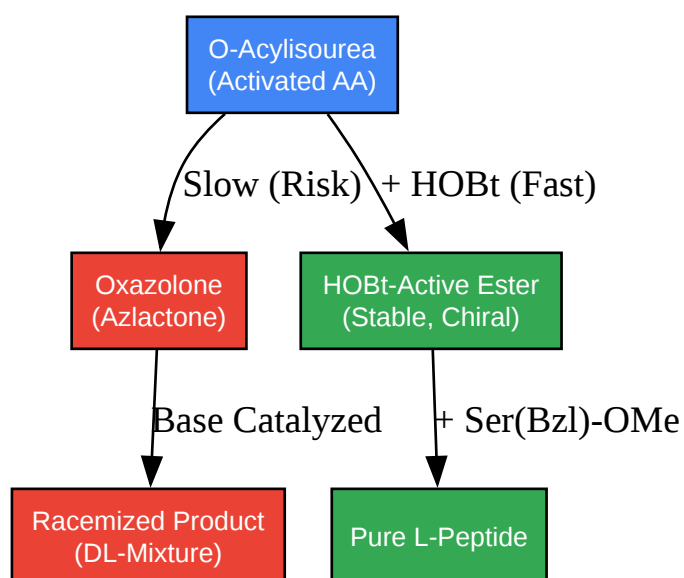 O-Acylisourea
(Activated AA)
Slow (Risk)
+ HOBt (Fast)
Oxazolone
(Azlactone)
HOBt-Active Ester
(Stable, Chiral)
Base Catalyzed
+ Ser(Bzl)-OMe
Racemized Product
(DL-Mixture)
Pure L-Peptide